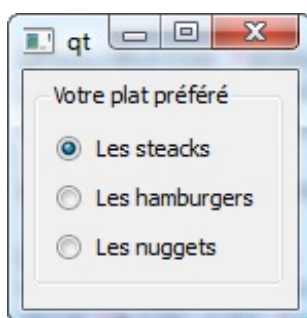 qt
Votre plat préféré
Les steacks
Les hamburgers
Les nuggets